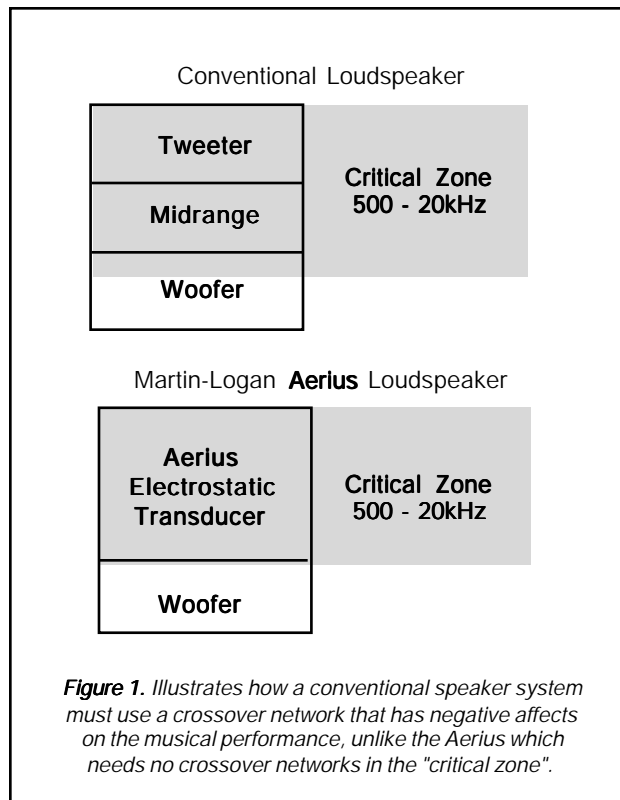 Conventional Loudspeaker
Tweeter
Midrange
Woofer
Critical Zone
500 - 20kHz
Martin-Logan Aerius Loudspeaker
Aerius
Electrostatic
Transducer
Woofer
Critical Zone
500 - 20kHz
Figure 1. Illustrates how a conventional speaker system
must use a crossover network that has negative affects
on the musical performance, unlike the Aerius which
needs no crossover networks in the "critical zone".